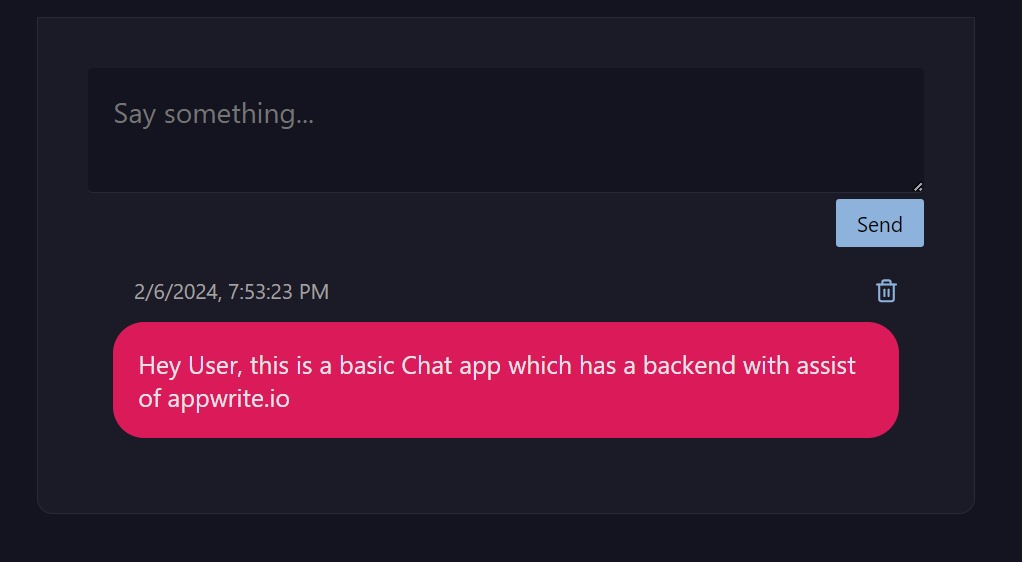 Say something...
Send
2/6/2024, 7:53:23 PM
Hey User, this is a basic Chat app which has a backend with assist
of appwrite.io